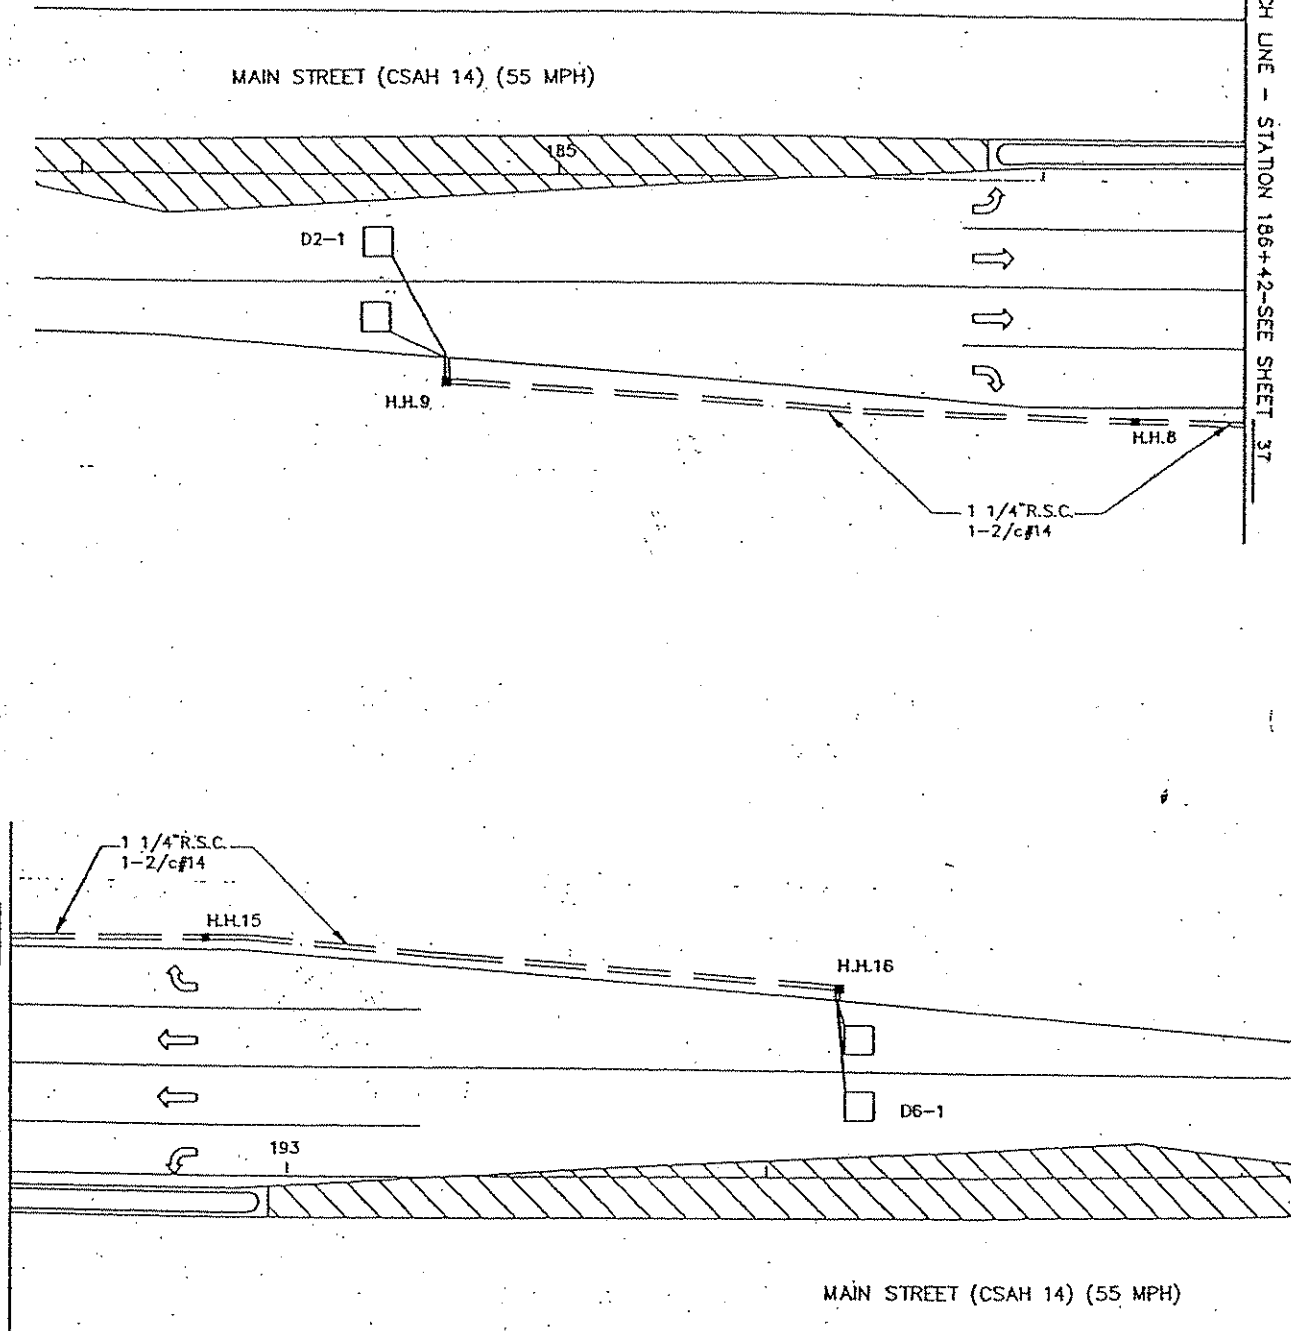 MAIN STREET (CSAH 14) (55 MPH)
185
D2-1
H.H.9
H.H.8
1 1/4"R.S.C.
1-2/c#14
CH LINE - STATION 186+42-SEE SHEET 37
1 1/4"R.S.C.
1-2/c#14
H.H.15
H.H.16
D6-1
193
MAIN STREET (CSAH 14) (55 MPH)